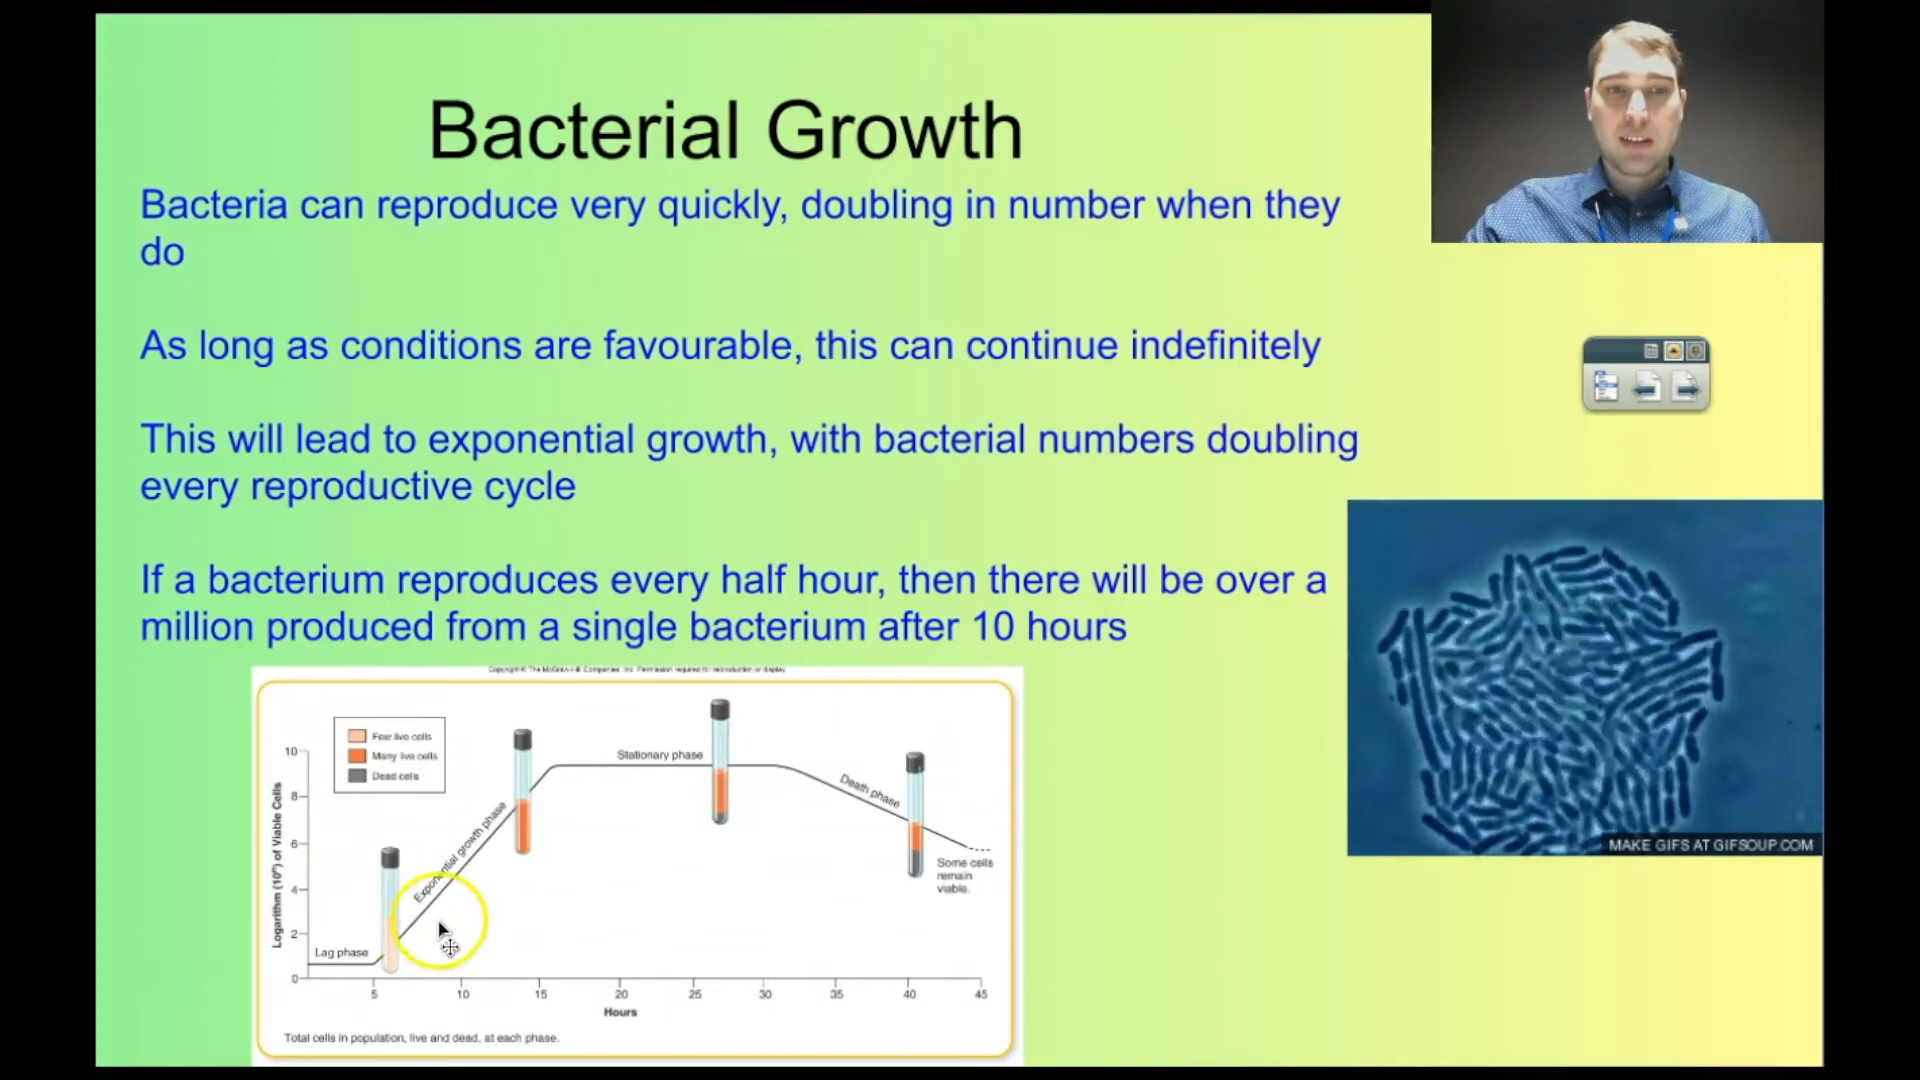 Bacterial Growth
Bacteria can reproduce very quickly, doubling in number when they
do
As long as conditions are favourable, this can continue indefinitely
This will lead to exponential growth, with bacterial numbers doubling
every reproductive cycle
If a bacterium reproduces every half hour, then there will be over a
million produced from a single bacterium after 10 hours
Copyright © The McGraw-Hill Companies, Inc. Permission required for reproduction or display.
Few live cells
Many live cells
Dead cells
Logarithm (10ⁿ) of Viable Cells
10
8
6
4
2
0
Lag phase
Exponential growth phase
Stationary phase
Death phase
Some cells
remain
viable.
5 10 15 20 25 30 35 40 45
Hours
Total cells in population, live and dead, at each phase.
MAKE GIFS AT GIFSOUP.COM